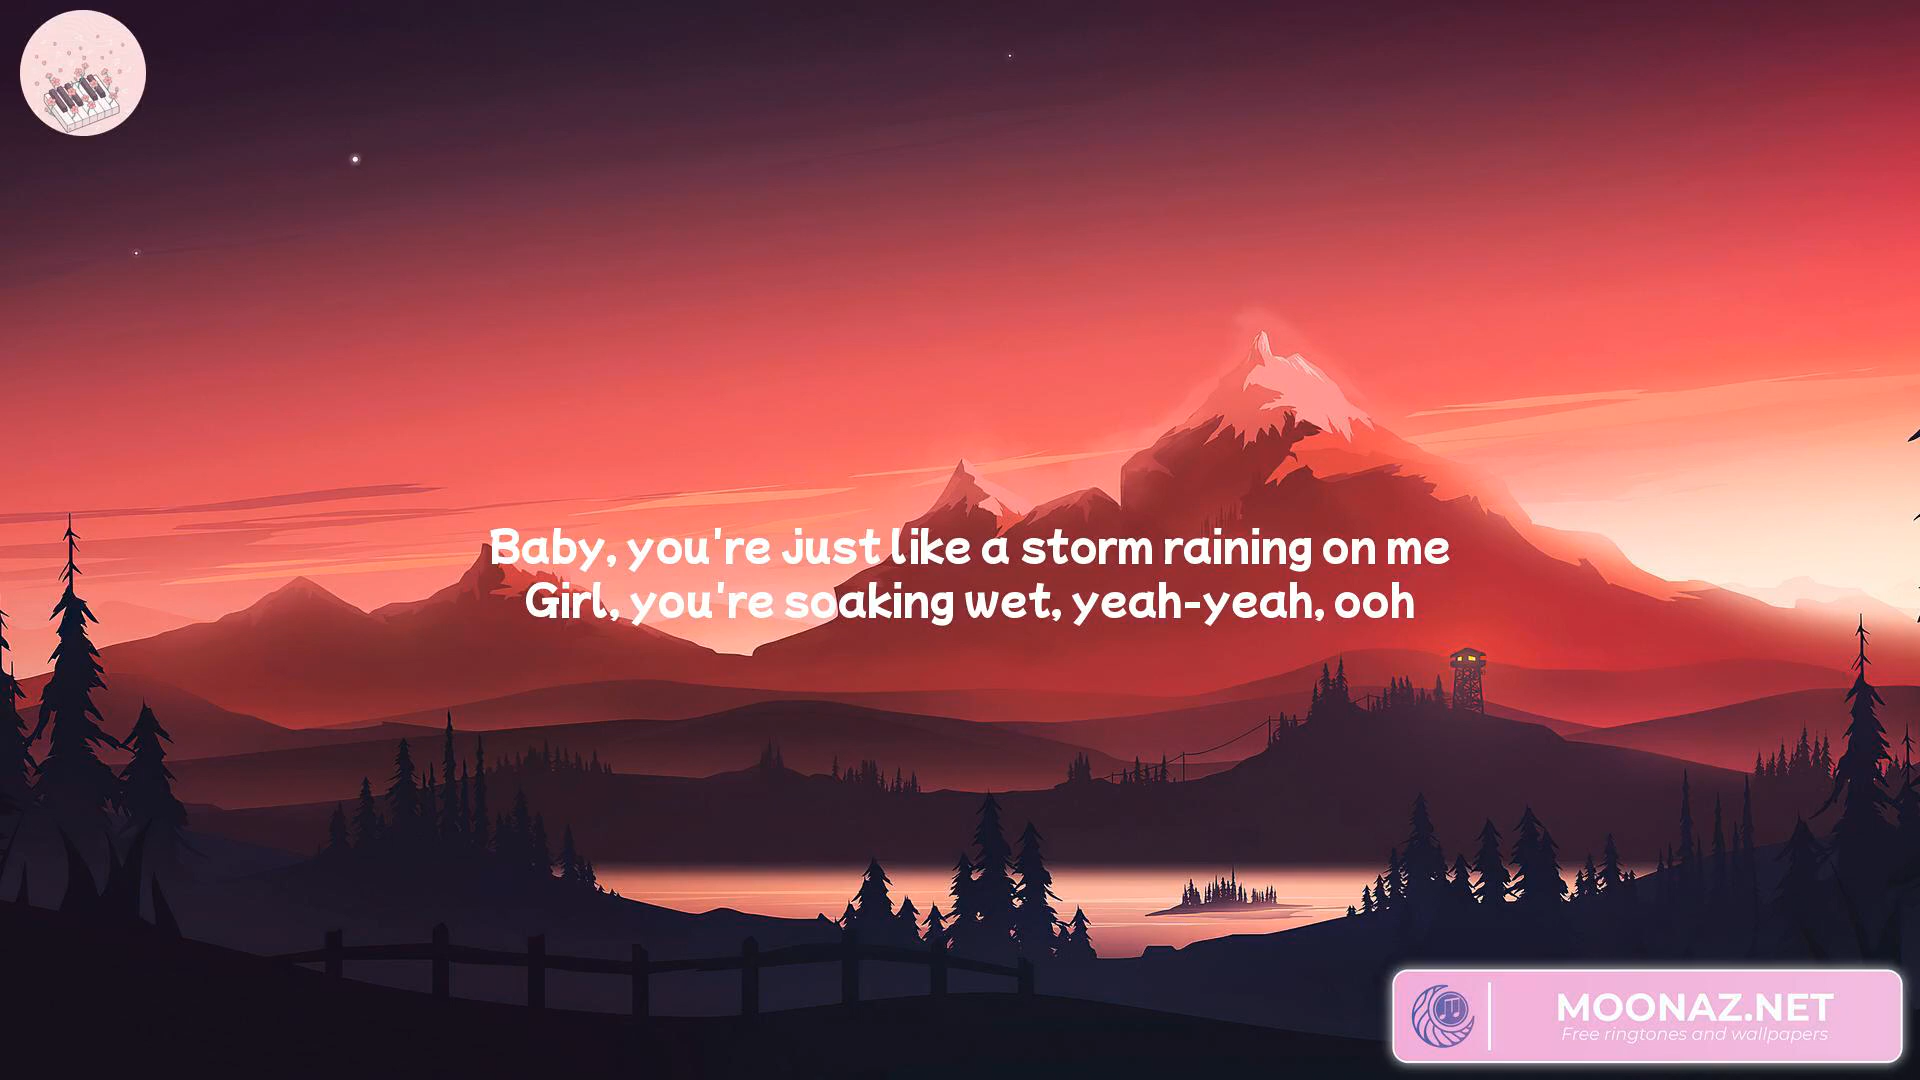 Baby, you're just like a storm raining on me
Girl, you're soaking wet, yeah-yeah, ooh
MOONAZ.NET
Free ringtones and wallpapers